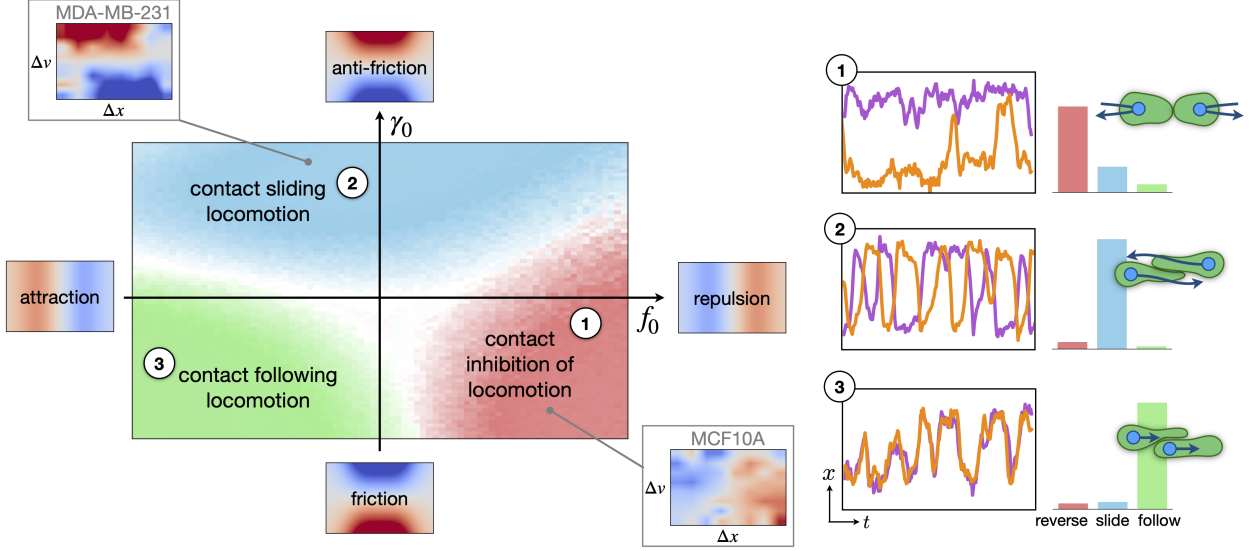 MDA-MB-231
Δv
Δx
anti-friction
γ₀
contact sliding
locomotion
2
attraction
repulsion
f₀
1
contact
inhibition of
locomotion
3
contact following
locomotion
friction
MCF10A
Δv
Δx
1
2
3
x
t
reverse slide follow